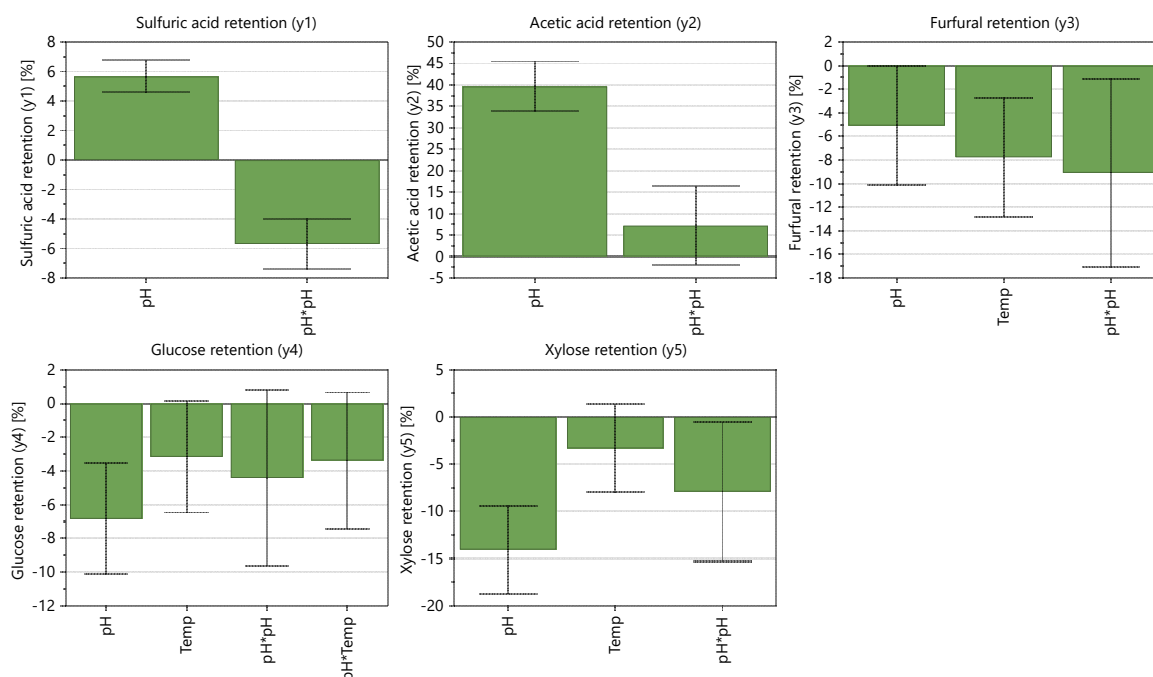 Sulfuric acid retention (y1)
Sulfuric acid retention (y1) [%]
8
6
4
2
0
-2
-4
-6
-8
pH
pH*pH
Acetic acid retention (y2)
Acetic acid retention (y2) [%]
50
45
40
35
30
25
20
15
10
5
0
-5
pH
pH*pH
Furfural retention (y3)
Furfural retention (y3) [%]
2
0
-2
-4
-6
-8
-10
-12
-14
-16
-18
pH
Temp
pH*pH
Glucose retention (y4)
Glucose retention (y4) [%]
2
0
-2
-4
-6
-8
-10
-12
pH
Temp
pH*pH
pH*Temp
Xylose retention (y5)
Xylose retention (y5) [%]
5
0
-5
-10
-15
-20
pH
Temp
pH*pH